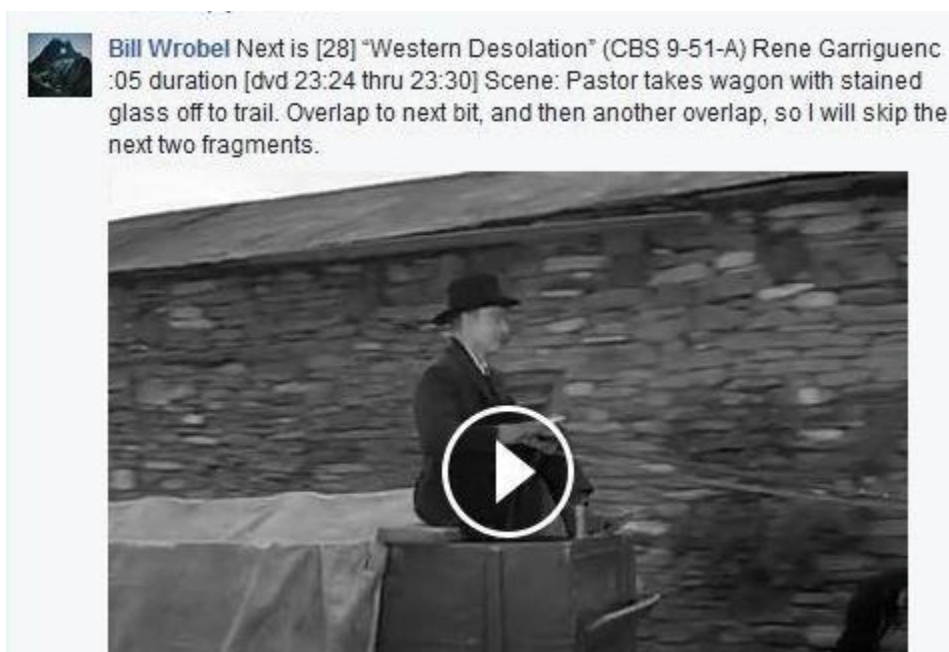 Bill Wrobel Next is [28] “Western Desolation” (CBS 9-51-A) Rene Garriguenc
:05 duration [dvd 23:24 thru 23:30] Scene: Pastor takes wagon with stained
glass off to trail. Overlap to next bit, and then another overlap, so I will skip the
next two fragments.